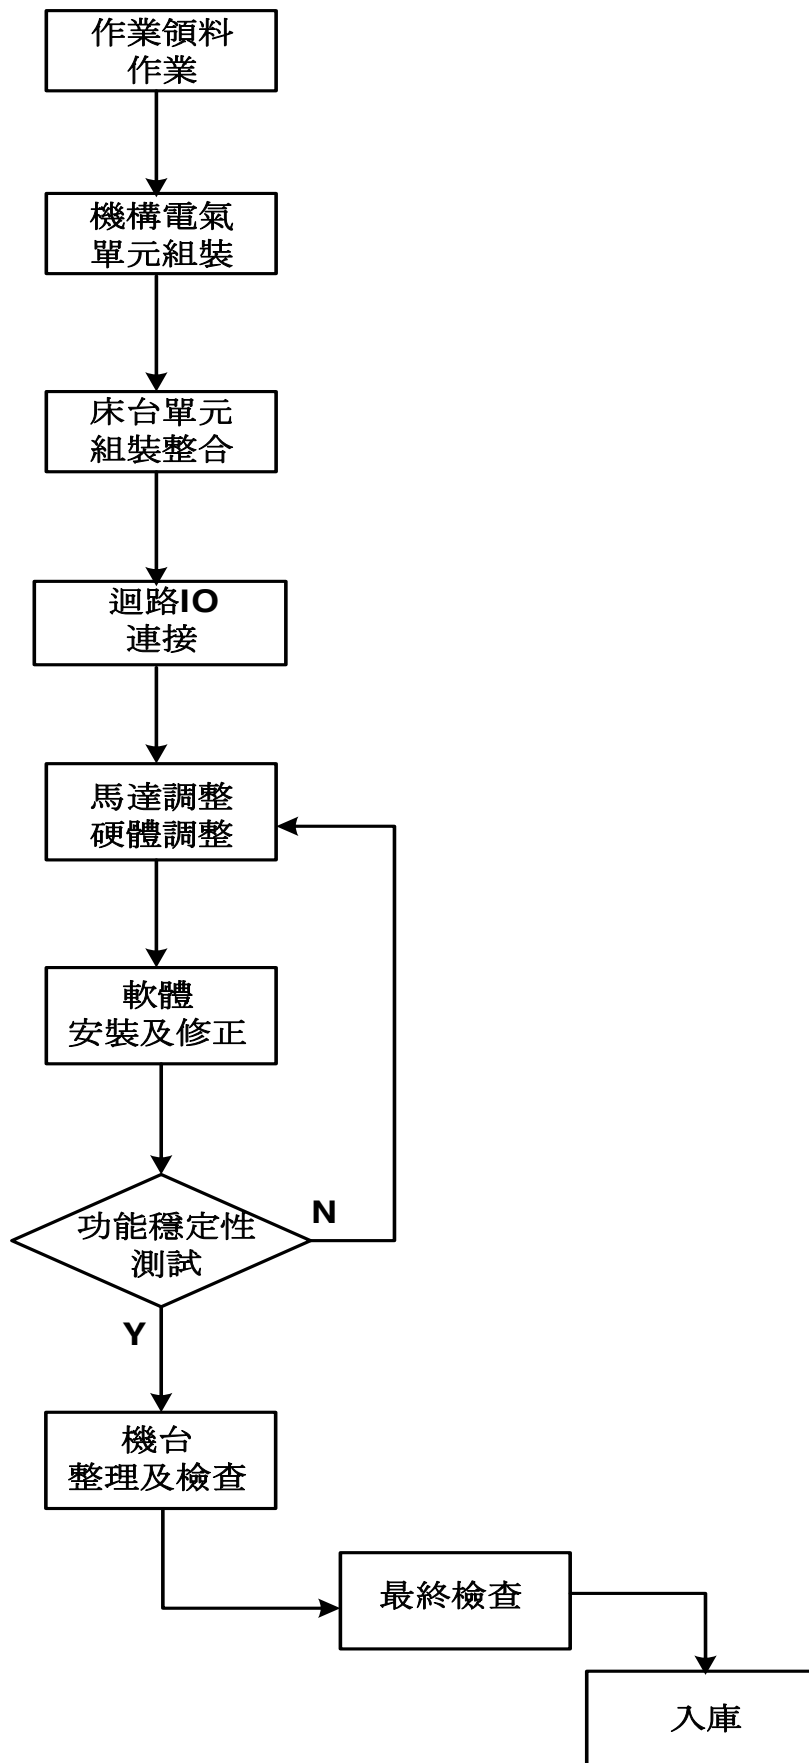 作業領料
作業
機構電氣
單元組裝
床台單元
組裝整合
迴路IO
連接
馬達調整
硬體調整
軟體
安裝及修正
功能穩定性
測試
N
Y
機台
整理及檢查
最終檢查
入庫